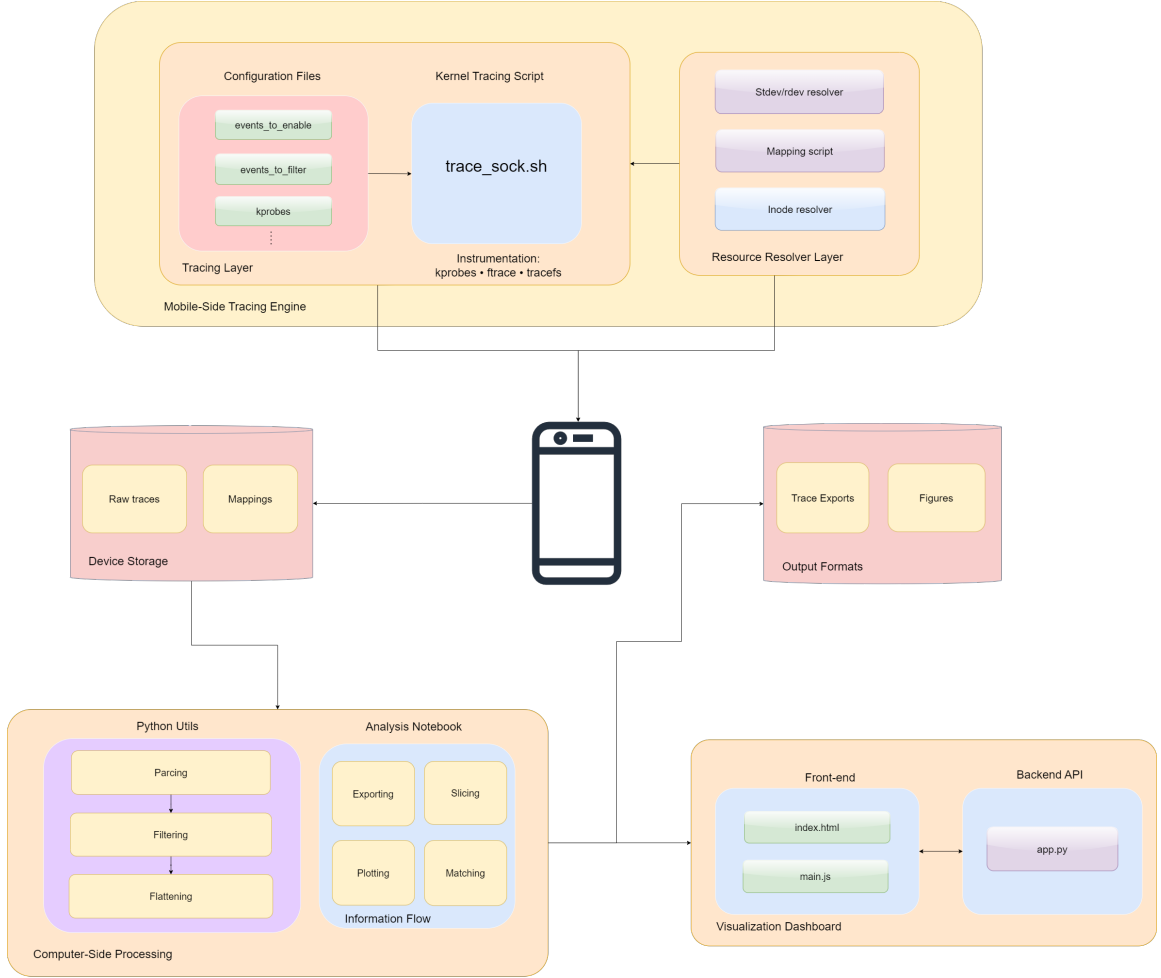 Configuration Files
Kernel Tracing Script
events_to_enable
events_to_filter
kprobes
trace_sock.sh
Tracing Layer
Instrumentation:
kprobes • ftrace • tracefs
Stdev/rdev resolver
Mapping script
Inode resolver
Resource Resolver Layer
Mobile-Side Tracing Engine
Raw traces
Mappings
Device Storage
Trace Exports
Figures
Output Formats
Python Utils
Parcing
Filtering
Flattening
Analysis Notebook
Exporting
Slicing
Plotting
Matching
Information Flow
Computer-Side Processing
Front-end
index.html
main.js
Backend API
app.py
Visualization Dashboard